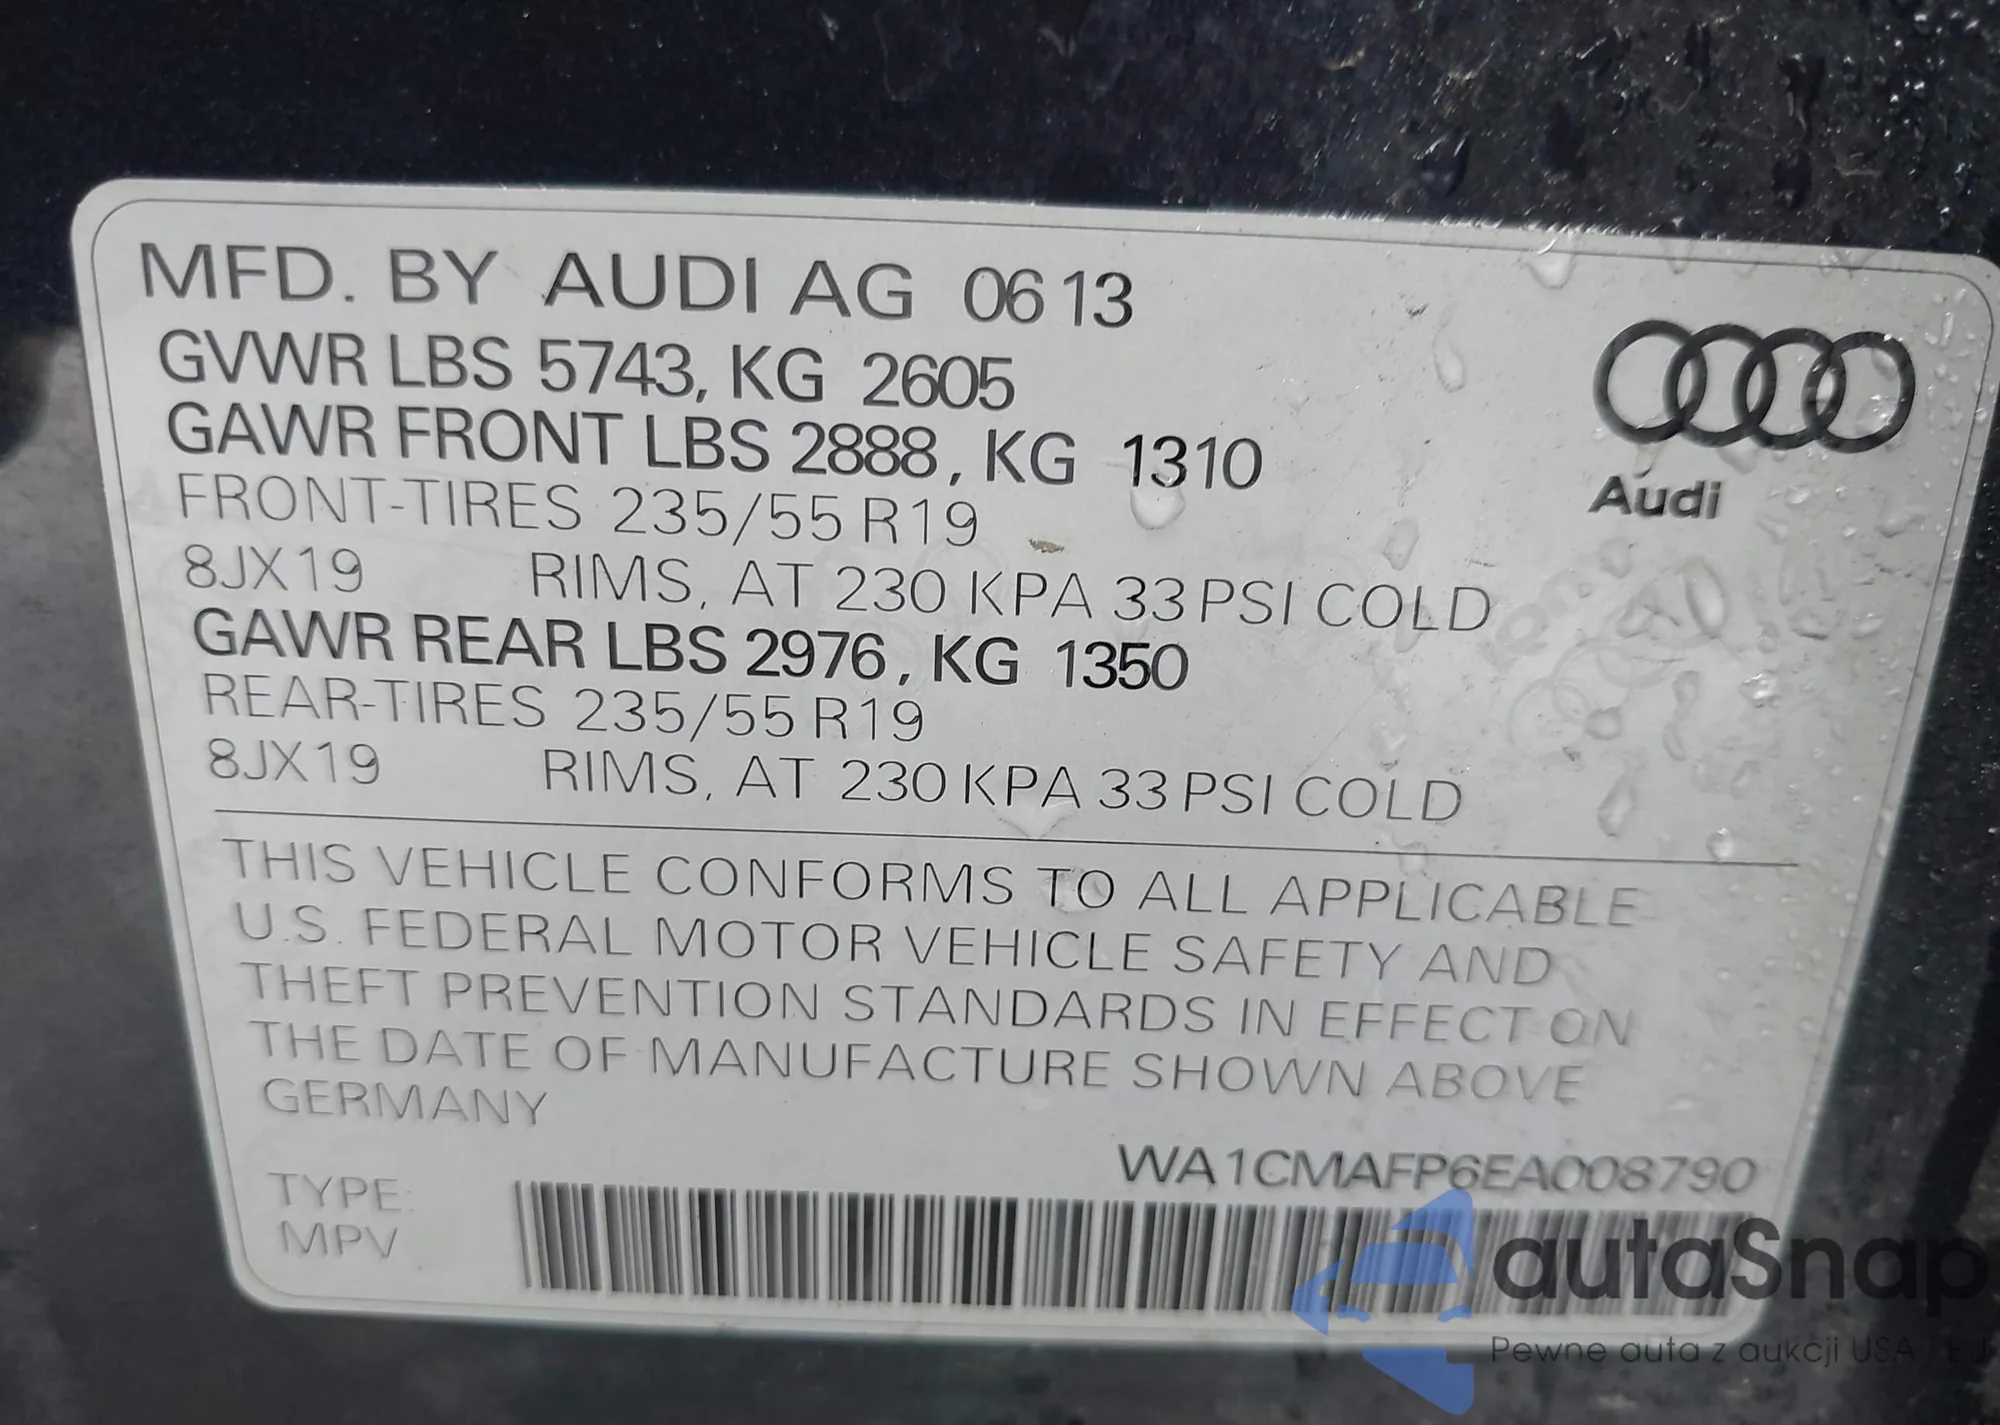 MFD. BY AUDI AG 0613
GVWR LBS 5743, KG 2605
GAWR FRONT LBS 2888, KG 1310
FRONT-TIRES 235/55 R19
8JX19 RIMS, AT 230 KPA 33 PSI COLD
GAWR REAR LBS 2976, KG 1350
REAR-TIRES 235/55 R19
8JX19 RIMS, AT 230 KPA 33 PSI COLD
Audi
THIS VEHICLE CONFORMS TO ALL APPLICABLE
U.S. FEDERAL MOTOR VEHICLE SAFETY AND
THEFT PREVENTION STANDARDS IN EFFECT ON
THE DATE OF MANUFACTURE SHOWN ABOVE
GERMANY
WA1CMAFP6EA008790
TYPE:
MPV
autaSnap
Pewne auta z aukcji USA